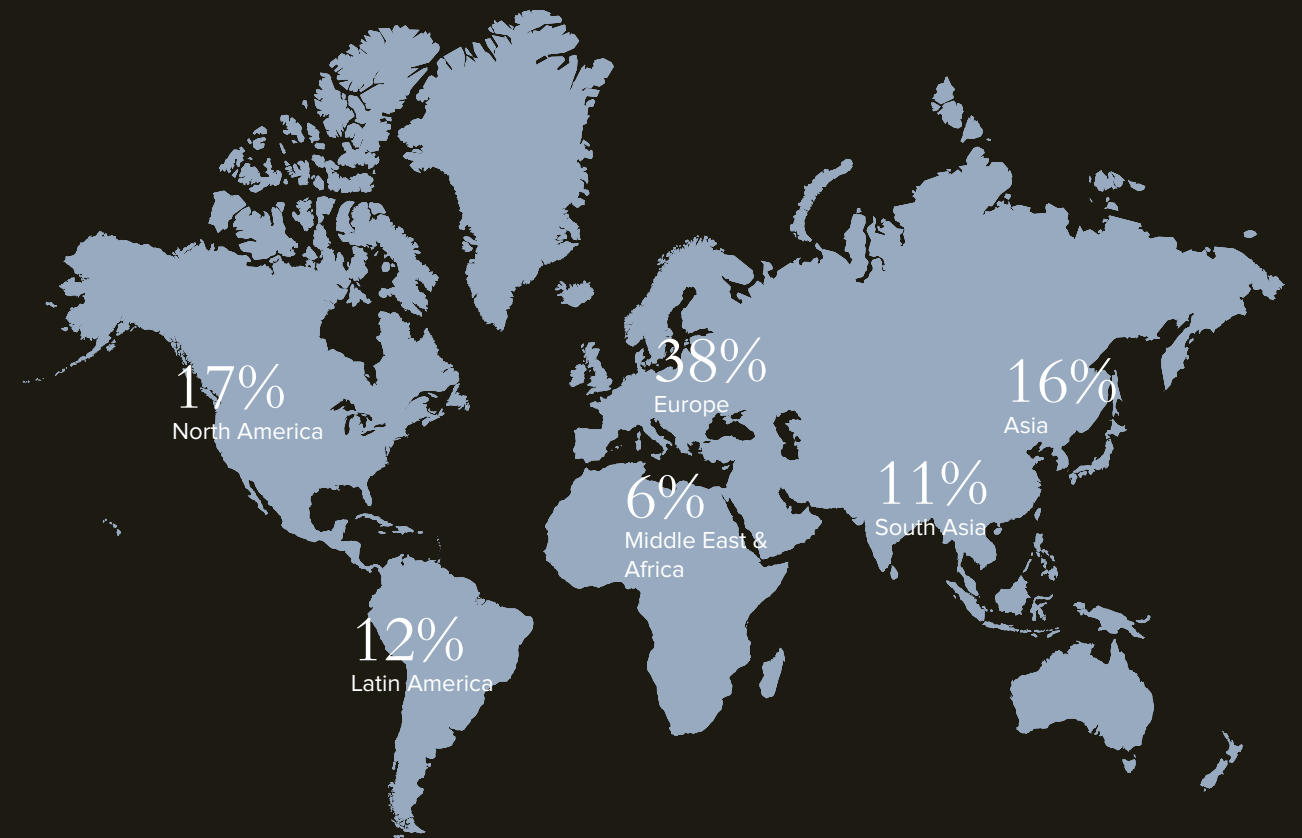 38%
Europe
16%
Asia
17%
North America
11%
South Asia
6%
Middle East &
Africa
12%
Latin America